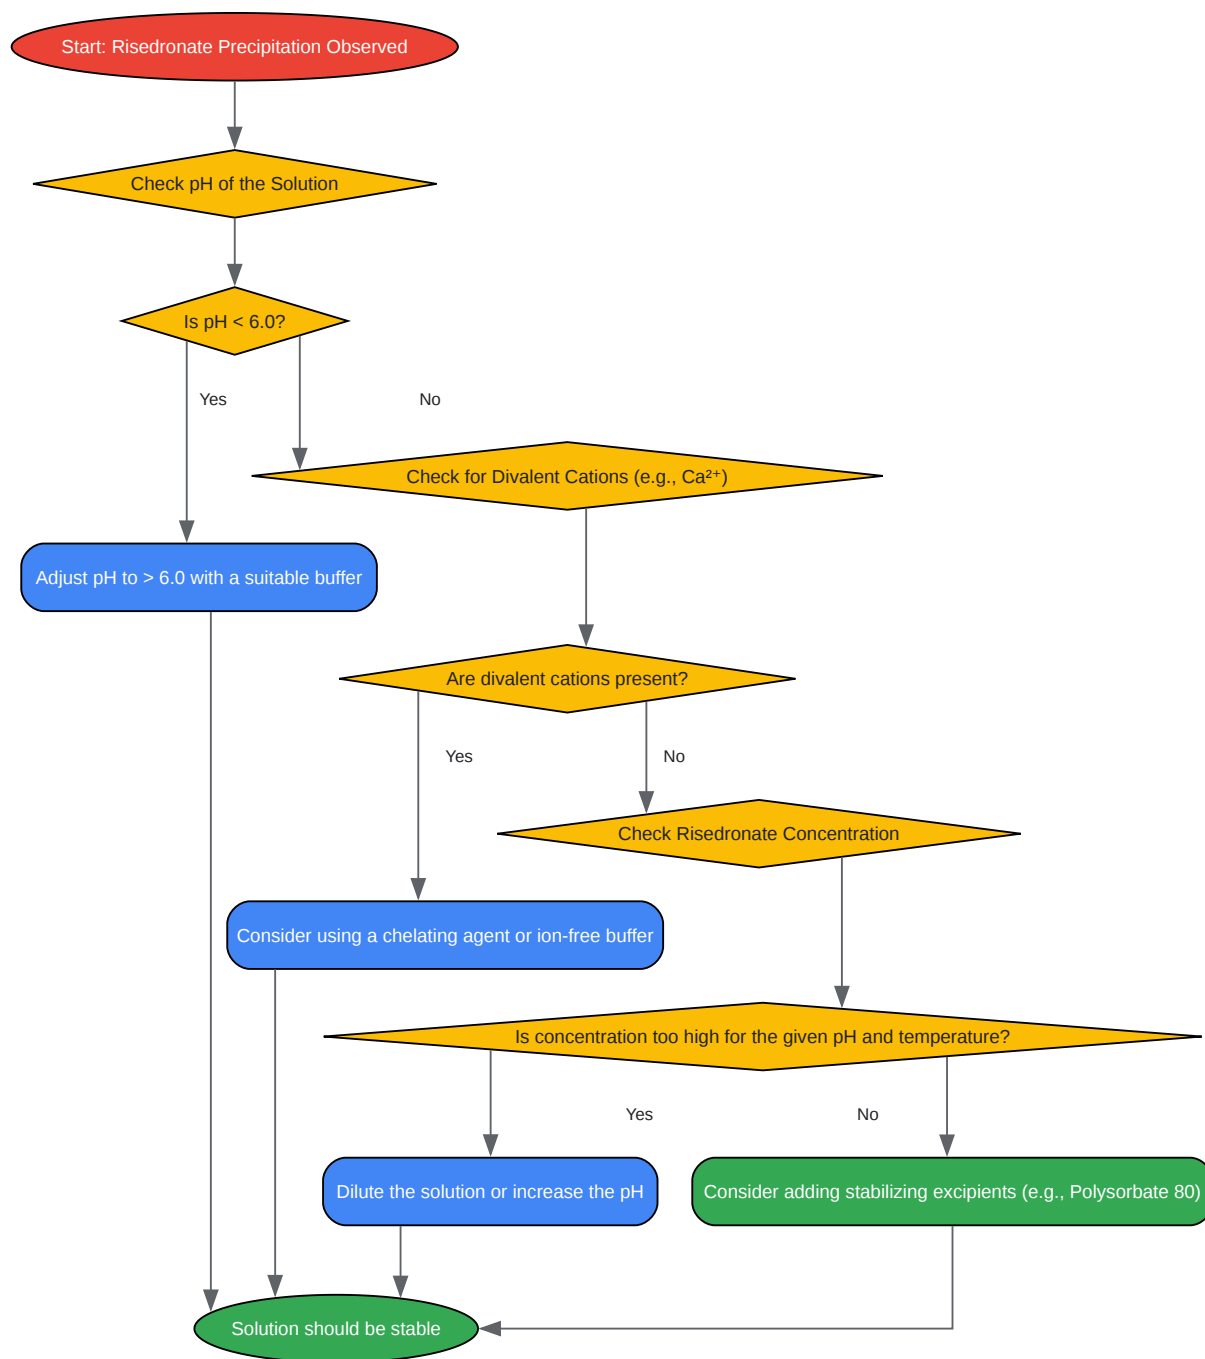 Start: Risedronate Precipitation Observed
Check pH of the Solution
Is pH < 6.0?
Yes
No
Check for Divalent Cations (e.g., Ca²⁺)
Adjust pH to > 6.0 with a suitable buffer
Are divalent cations present?
Yes
No
Check Risedronate Concentration
Consider using a chelating agent or ion-free buffer
Is concentration too high for the given pH and temperature?
Yes
No
Dilute the solution or increase the pH
Consider adding stabilizing excipients (e.g., Polysorbate 80)
Solution should be stable